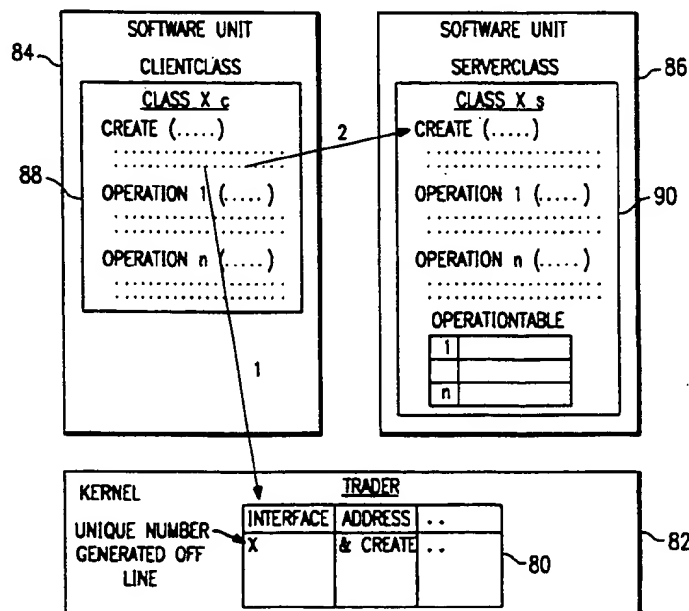 SOFTWARE UNIT
84
CLIENTCLASS
CLASS X c
CREATE (.....)
88
OPERATION 1 (.....)
OPERATION n (.....)
SOFTWARE UNIT
86
SERVERCLASS
CLASS X s
2
CREATE (.....)
OPERATION 1 (.....)
90
OPERATION n (.....)
OPERATIONTABLE
1
n
1
KERNEL
TRADER
INTERFACE ADDRESS ..
UNIQUE NUMBER
GENERATED OFF
LINE
X & CREATE ..
80
82